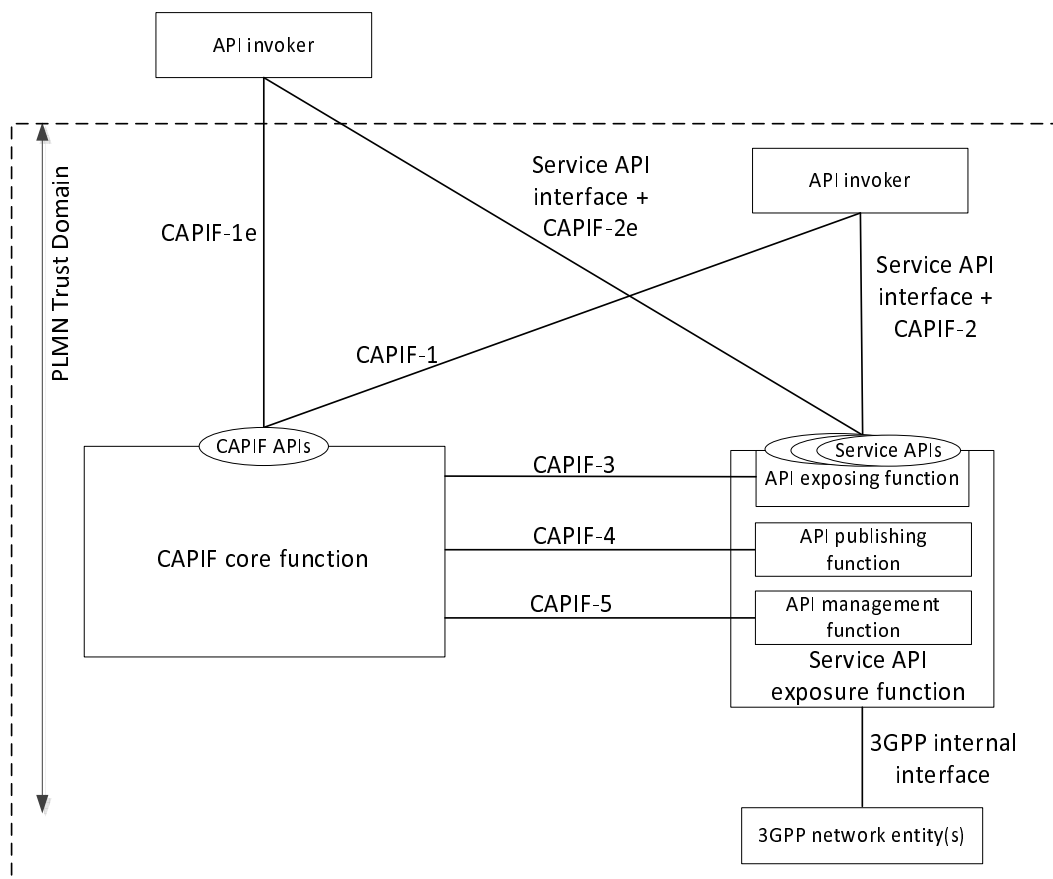 API invoker
PLMN Trust Domain
CAPIF-1e
Service API
interface +
CAPIF-2e
API invoker
Service API
interface +
CAPIF-2
CAPIF-1
CAPIF APIs
Service APIs
API exposing function
CAPIF-3
CAPIF core function
CAPIF-4
API publishing
function
CAPIF-5
API management
function
Service API
exposure function
3GPP internal
interface
3GPP network entity(s)